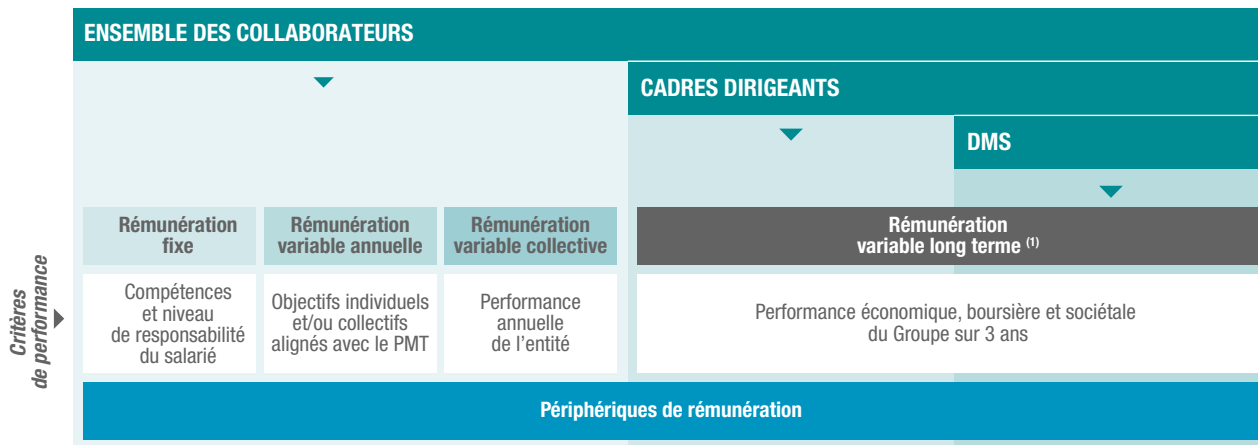 ENSEMBLE DES COLLABORATEURS
CADRES DIRIGEANTS
DMS
Rémunération
fixe
Rémunération
variable annuelle
Rémunération
variable collective
Rémunération
variable long terme (1)
Critères
de performance
Compétences
et niveau
de responsabilité
du salarié
Objectifs individuels
et/ou collectifs
alignés avec le PMT
Performance
annuelle
de l’entité
Performance économique, boursière et sociétale
du Groupe sur 3 ans
Périphériques de rémunération